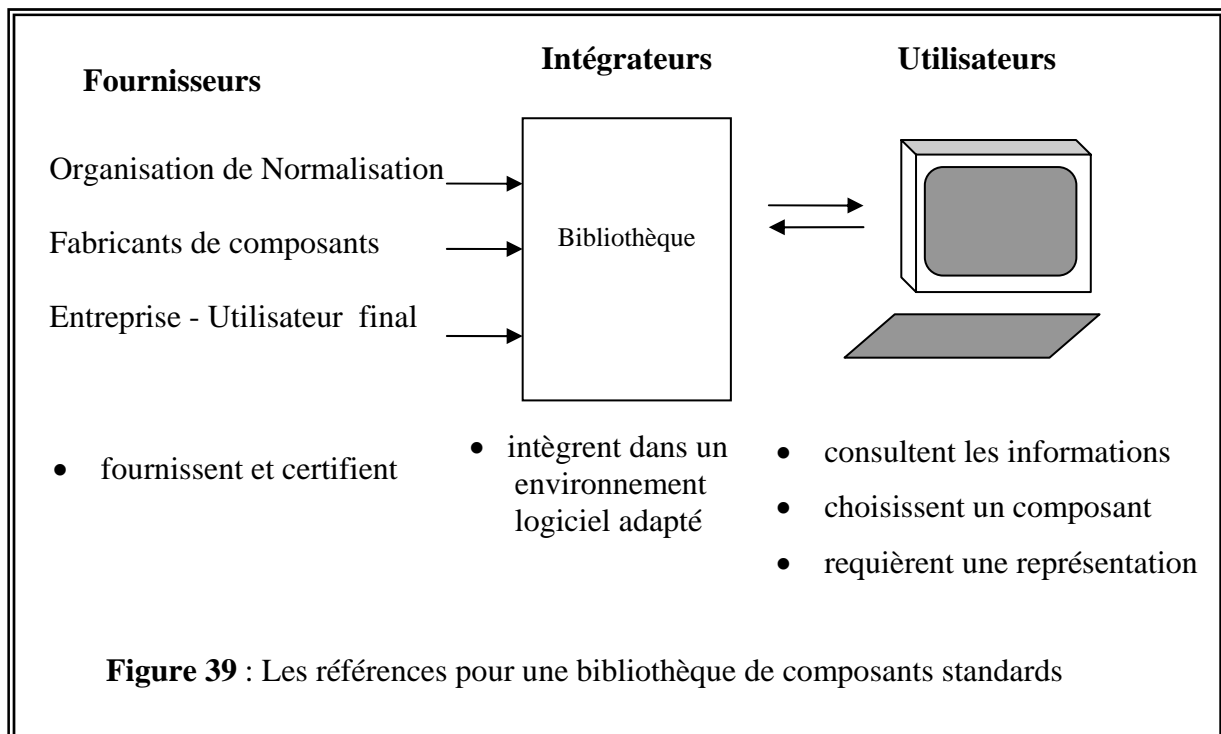 Fournisseurs
Intégrateurs
Utilisateurs
Organisation de Normalisation
Fabricants de composants
Entreprise - Utilisateur final
Bibliothèque
• fournissent et certifient
• intègrent dans un
environnement
logiciel adapté
• consultent les informations
• choisissent un composant
• requièrent une représentation
Figure 39 : Les références pour une bibliothèque de composants standards